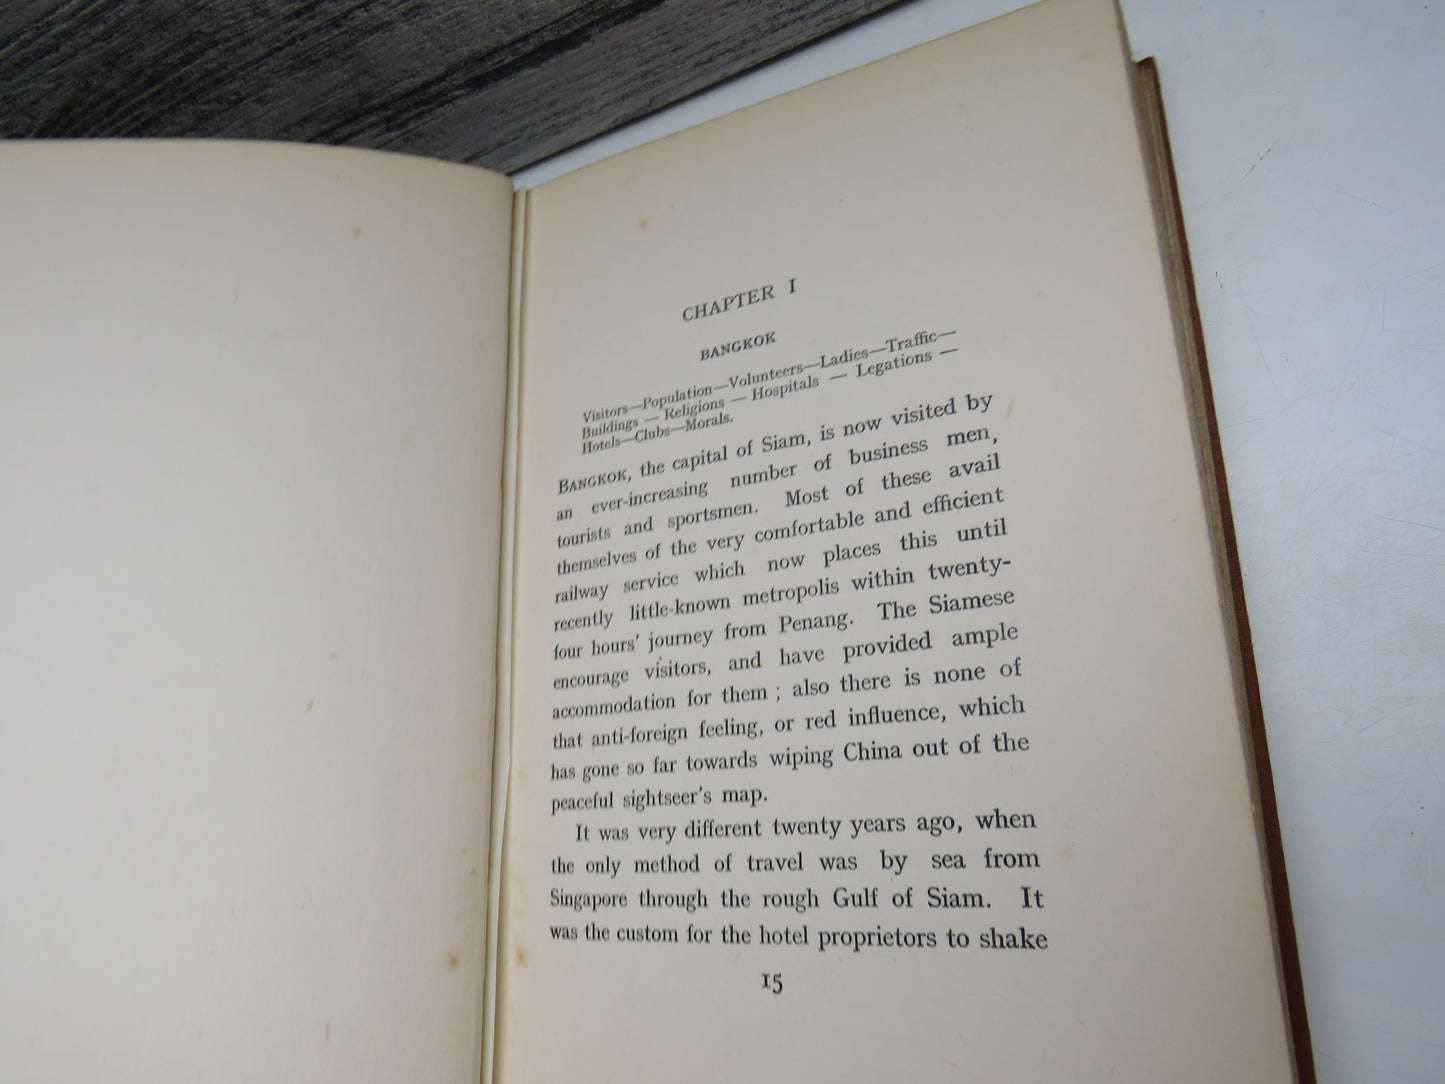 CHAPTER I
BANGKOK
Visitors—Population—Volunteers—Ladies—Traffic—
Buildings — Religions — Hospitals — Legations —
Hotels—Clubs—Morals.
BANGKOK, the capital of Siam, is now visited by
an ever-increasing number of business men,
tourists and sportsmen. Most of these avail
themselves of the very comfortable and efficient
railway service which now places this until
recently little-known metropolis within twenty-
four hours' journey from Penang. The Siamese
encourage visitors, and have provided ample
accommodation for them ; also there is none of
that anti-foreign feeling, or red influence, which
has gone so far towards wiping China out of the
peaceful sightseer's map.
It was very different twenty years ago, when
the only method of travel was by sea from
Singapore through the rough Gulf of Siam. It
was the custom for the hotel proprietors to shake
15